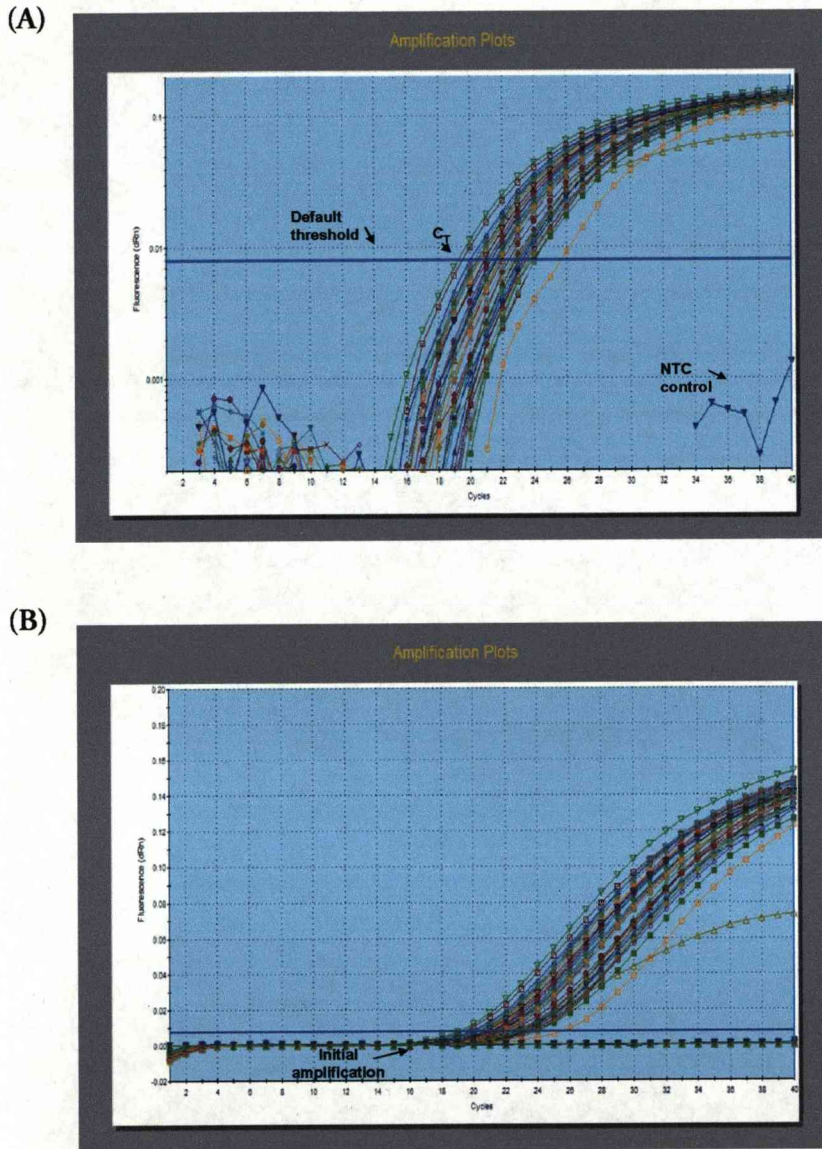 (A)
Amplification Plots
0.1
0.01
0.001
Fluorescence (dRn)
Default
threshold
CT
NTC
control
2 4 6 8 10 12 14 16 18 20 22 24 26 28 30 32 34 36 38 40
Cycles
(B)
Amplification Plots
0.20
0.18
0.16
0.14
0.12
0.10
0.08
0.06
0.04
0.02
0.00
-0.02
Fluorescence (dRn)
Initial
amplification
2 4 6 8 10 12 14 16 18 20 22 24 26 28 30 32 34 36 38 40
Cycles